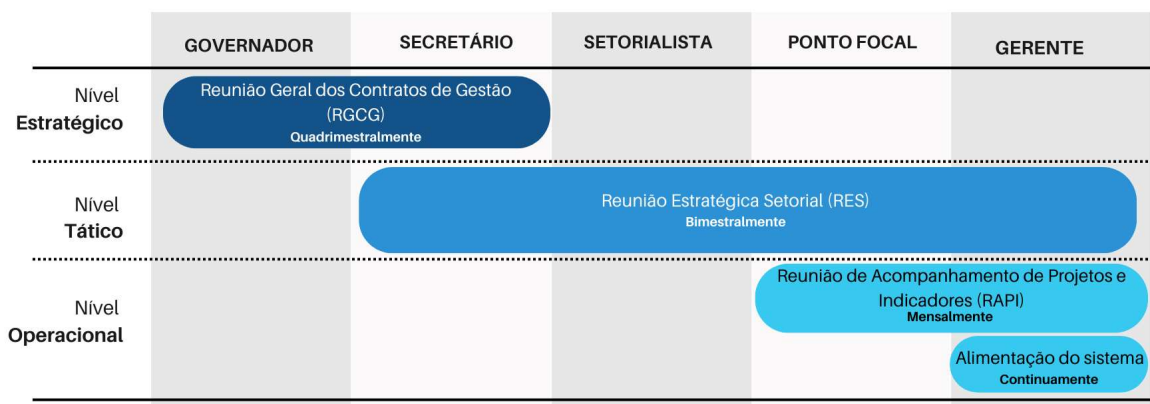 GOVERNADOR
SECRETÁRIO
SETORIALISTA
PONTO FOCAL
GERENTE
Nível
Estratégico
Reunião Geral dos Contratos de Gestão
(RGCG)
Quadrimestralmente
Nível
Tático
Reunião Estratégica Setorial (RES)
Bimestralmente
Nível
Operacional
Reunião de Acompanhamento de Projetos e
Indicadores (RAPI)
Mensalmente
Alimentação do sistema
Continuamente